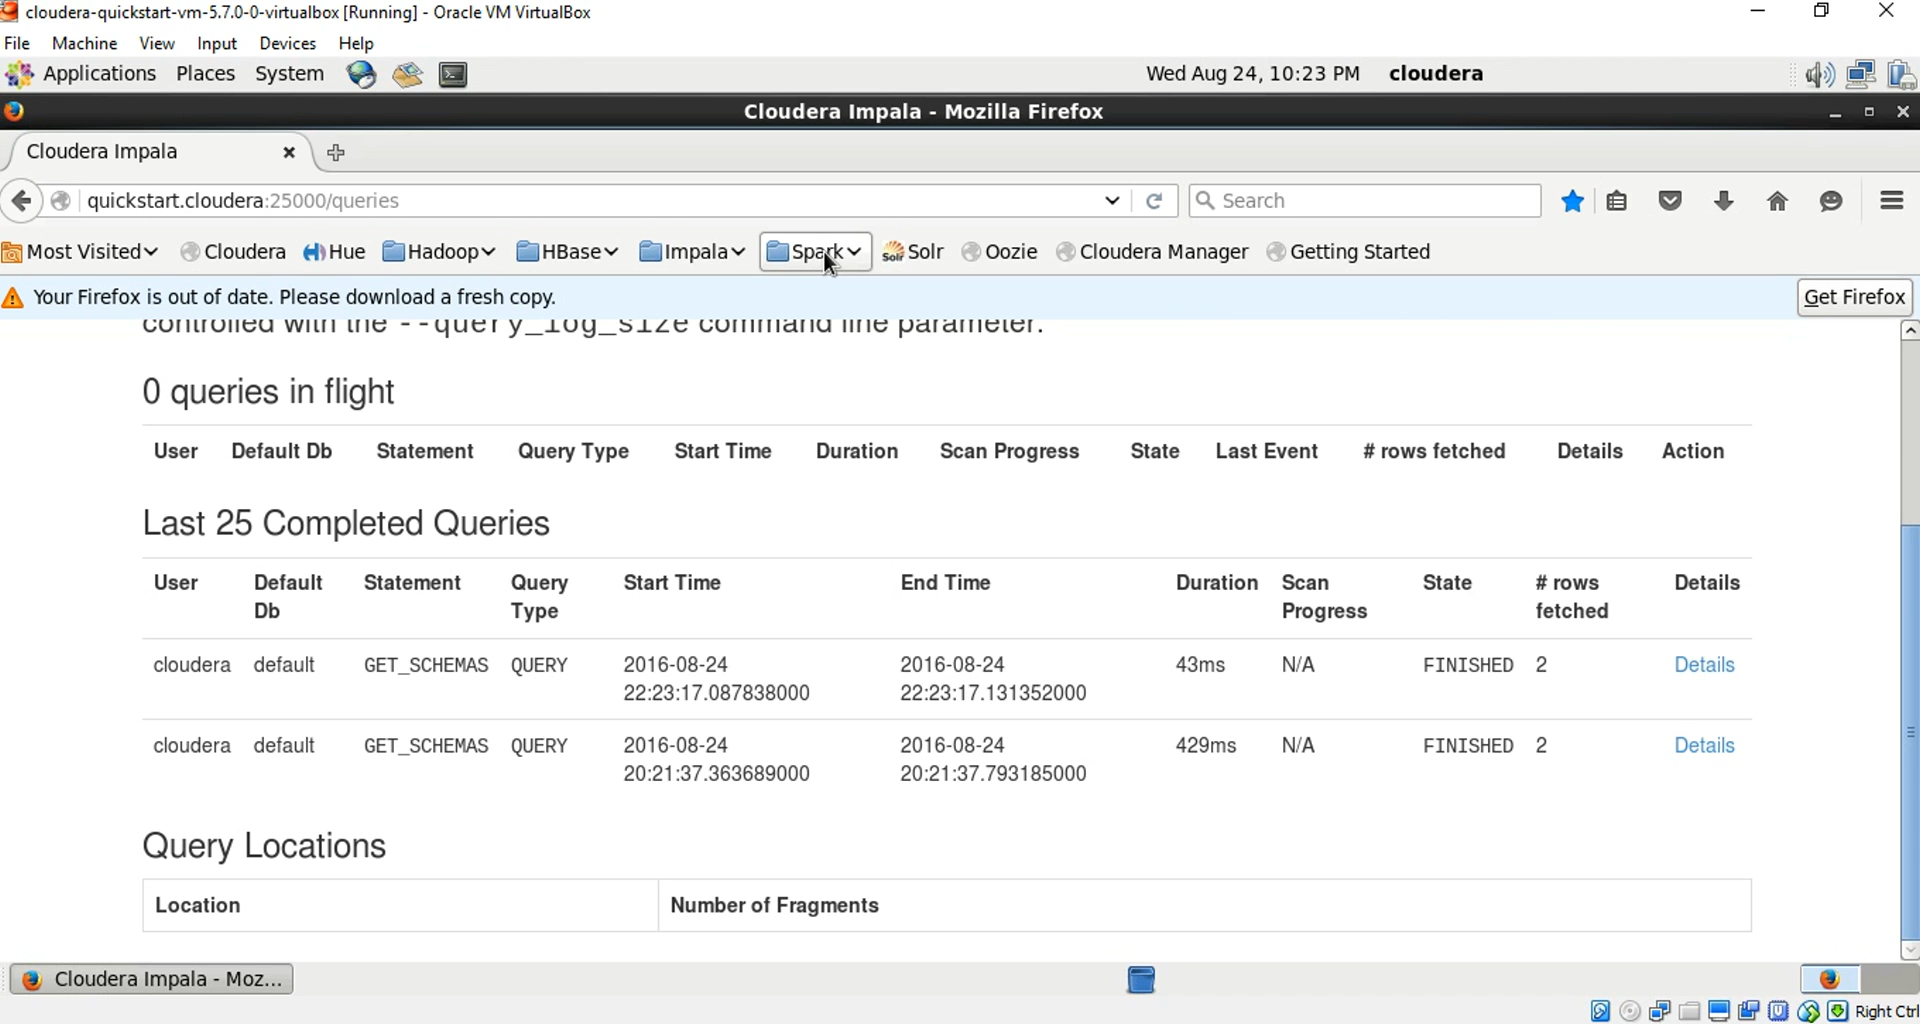 cloudera-quickstart-vm-5.7.0-0-virtualbox [Running] - Oracle VM VirtualBox
File Machine View Input Devices Help
Applications Places System Wed Aug 24, 10:23 PM cloudera
Cloudera Impala - Mozilla Firefox
Cloudera Impala
quickstart.cloudera:25000/queries Search
Most Visited Cloudera Hue Hadoop HBase Impala Spark Solr Oozie Cloudera Manager Getting Started
Your Firefox is out of date. Please download a fresh copy. Get Firefox
controlled with the --query_log_size command line parameter.
0 queries in flight
User Default Db Statement Query Type Start Time Duration Scan Progress State Last Event # rows fetched Details Action
Last 25 Completed Queries
User Default Statement Query Start Time End Time Duration Scan State # rows Details
Db Type Progress fetched
cloudera default GET_SCHEMAS QUERY 2016-08-24 2016-08-24 43ms N/A FINISHED 2 Details
22:23:17.087838000 22:23:17.131352000
cloudera default GET_SCHEMAS QUERY 2016-08-24 2016-08-24 429ms N/A FINISHED 2 Details
20:21:37.363689000 20:21:37.793185000
Query Locations
Location Number of Fragments
Cloudera Impala - Moz...
Right Ctrl